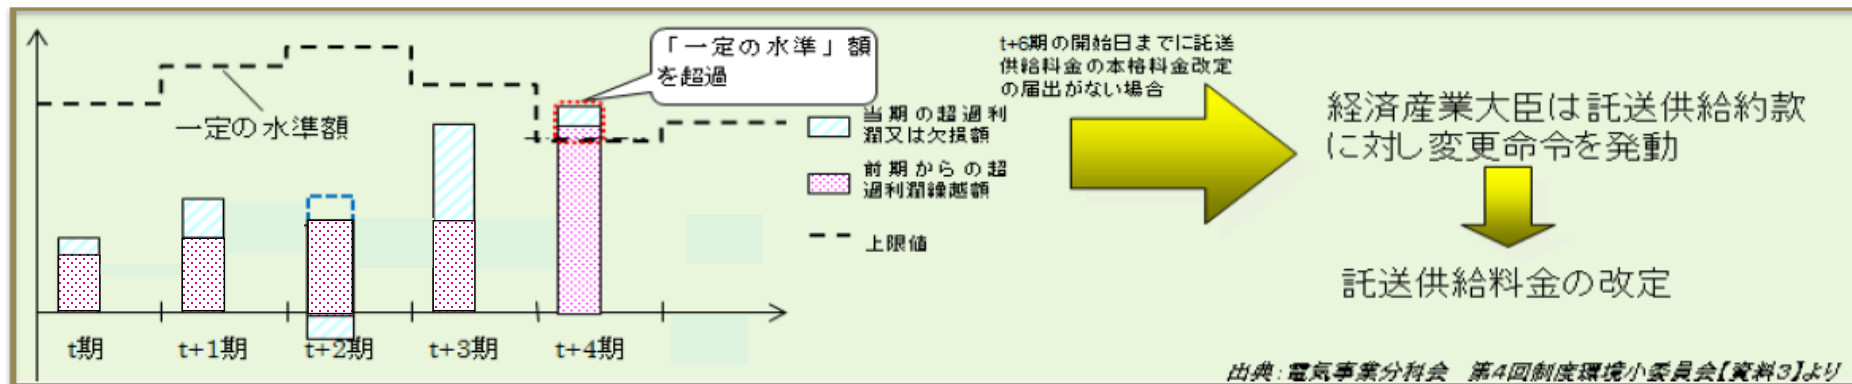 「一定の水準」額
を超過
一定の水準額
当期の超過利
潤又は欠損額
前期からの超
過利潤繰越額
上限値
t期
t+1期
t+2期
t+3期
t+4期
t+6期の開始日までに託送
供給料金の本格料金改定
の届出がない場合
経済産業大臣は託送供給約款
に対し変更命令を発動
託送供給料金の改定
出典：電気事業分科会　第4回制度環境小委員会【資料3】より